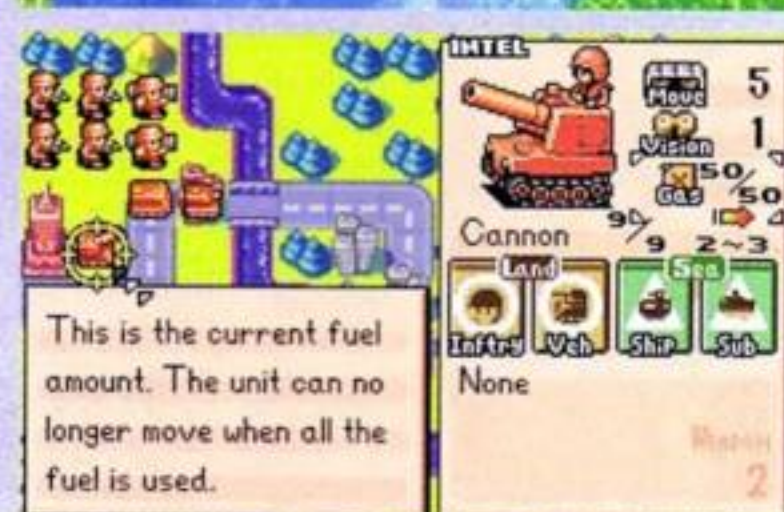 INTEL
Move 5
Vision 1
Gas 50/50
9/9 2~3
Cannon
Land
Sea
Inftry Veh Ship Sub
None
Weapon
2
This is the current fuel
amount. The unit can no
longer move when all the
fuel is used.